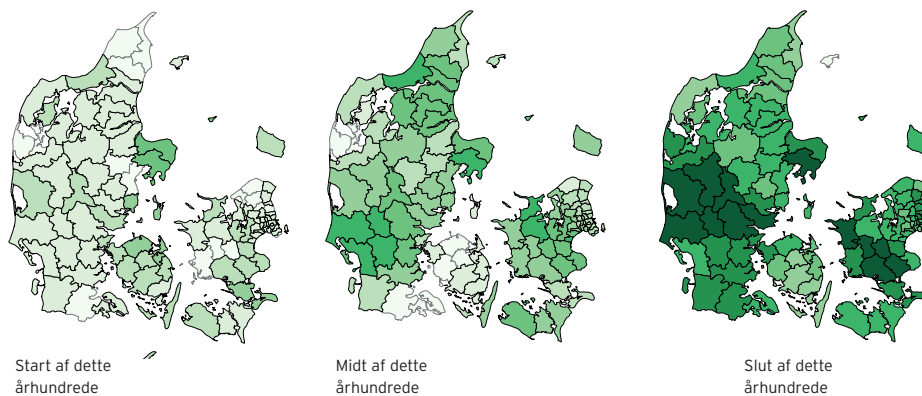 Start af dette
århundrede
Midt af dette
århundrede
Slut af dette
århundrede